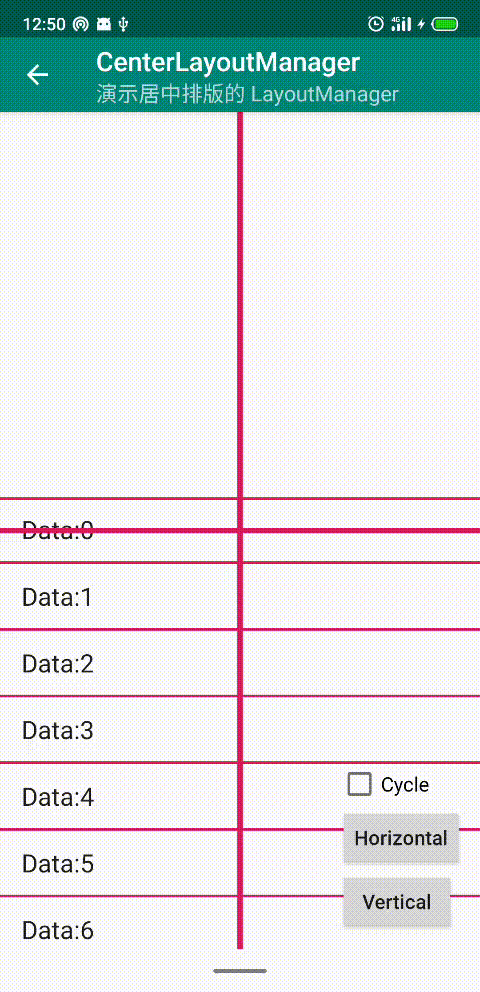 12:50
4G
CenterLayoutManager
演示居中排版的 LayoutManager
Data:0
Data:1
Data:2
Data:3
Data:4
Cycle
Horizontal
Data:5
Vertical
Data:6